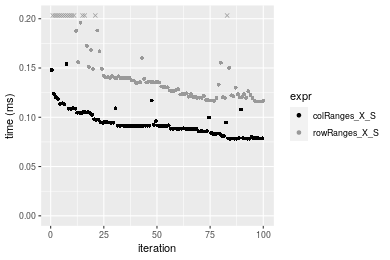 0.20
0.15
0.10
0.05
0.00
time (ms)
0
25
50
75
100
iteration
expr
colRanges_X_S
rowRanges_X_S